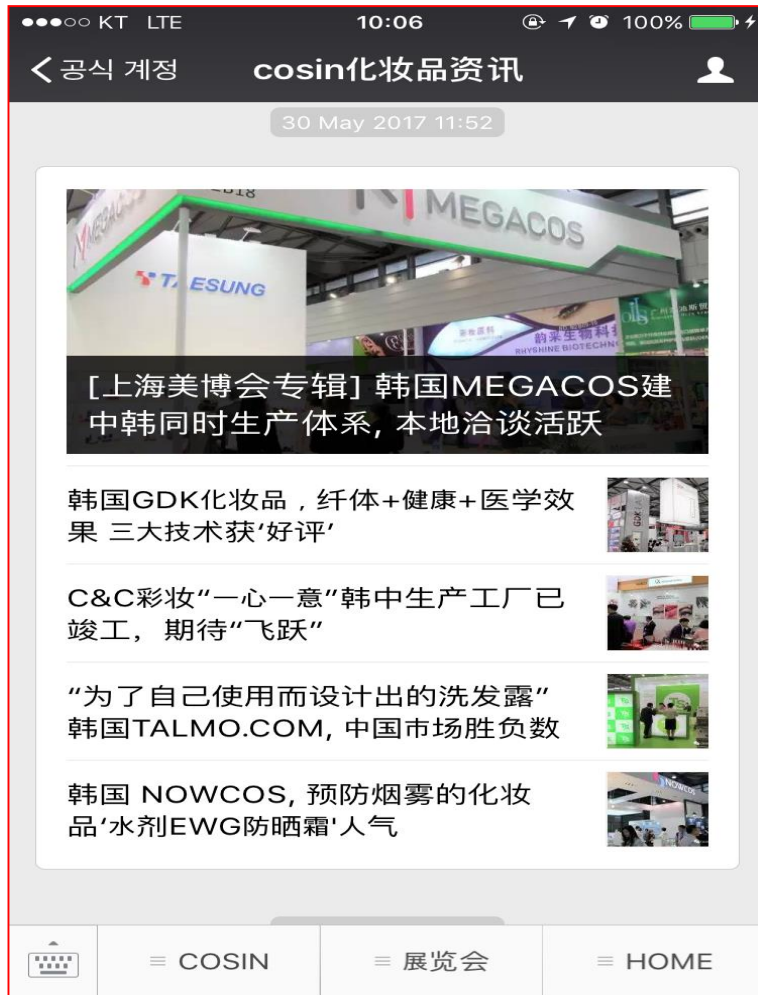 KT LTE 10:06 100%
공식 계정 cosin化妆品资讯
30 May 2017 11:52
MEGACOS
TAESUNG
[上海美博会专辑] 韩国MEGACOS建
中韩同时生产体系, 本地洽谈活跃
韩国GDK化妆品 , 纤体+健康+医学效
果 三大技术获‘好评’
C&C彩妆“一心一意”韩中生产工厂已
竣工, 期待“飞跃”
“为了自己使用而设计出的洗发露”
韩国TALMO.COM, 中国市场胜负数
韩国 NOWCOS, 预防烟雾的化妆
品‘水剂EWG防晒霜'人气
NOWCOS
COSIN 展览会 HOME